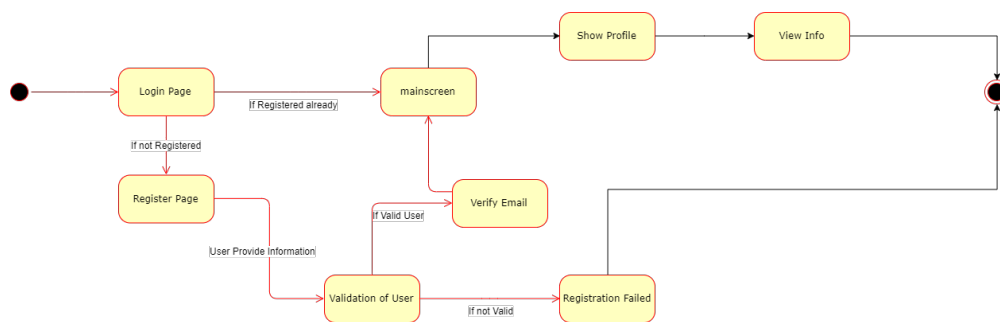 Show Profile
View Info
Login Page
If Registered already
mainscreen
If not Registered
Register Page
Verify Email
If Valid User
User Provide Information
Validation of User
If not Valid
Registration Failed